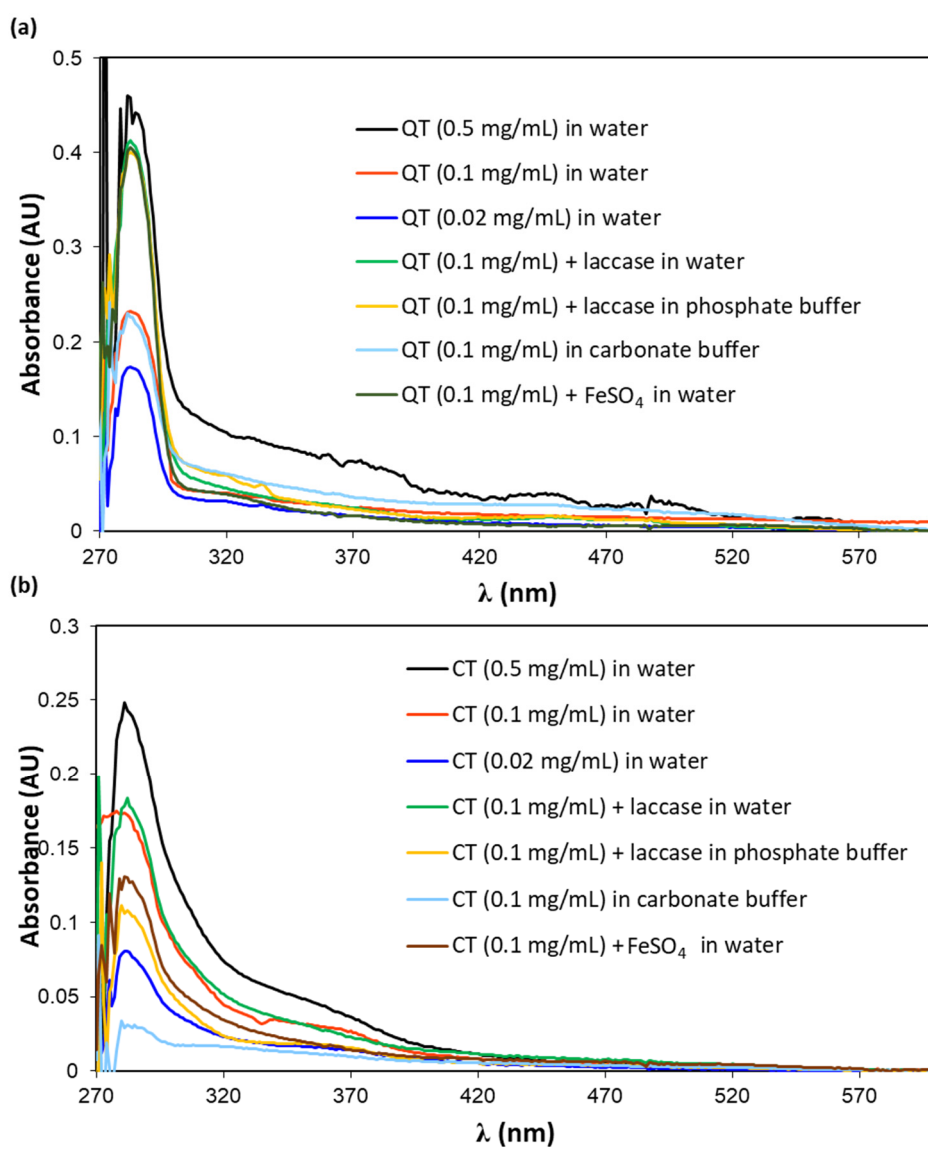 (a)
0.5
0.4
0.3
0.2
0.1
0
Absorbance (AU)
QT (0.5 mg/mL) in water
QT (0.1 mg/mL) in water
QT (0.02 mg/mL) in water
QT (0.1 mg/mL) + laccase in water
QT (0.1 mg/mL) + laccase in phosphate buffer
QT (0.1 mg/mL) in carbonate buffer
QT (0.1 mg/mL) + FeSO₄ in water
270 320 370 420 470 520 570
λ (nm)
(b)
0.3
0.25
0.2
0.15
0.1
0.05
0
Absorbance (AU)
CT (0.5 mg/mL) in water
CT (0.1 mg/mL) in water
CT (0.02 mg/mL) in water
CT (0.1 mg/mL) + laccase in water
CT (0.1 mg/mL) + laccase in phosphate buffer
CT (0.1 mg/mL) in carbonate buffer
CT (0.1 mg/mL) +FeSO₄ in water
270 320 370 420 470 520 570
λ (nm)